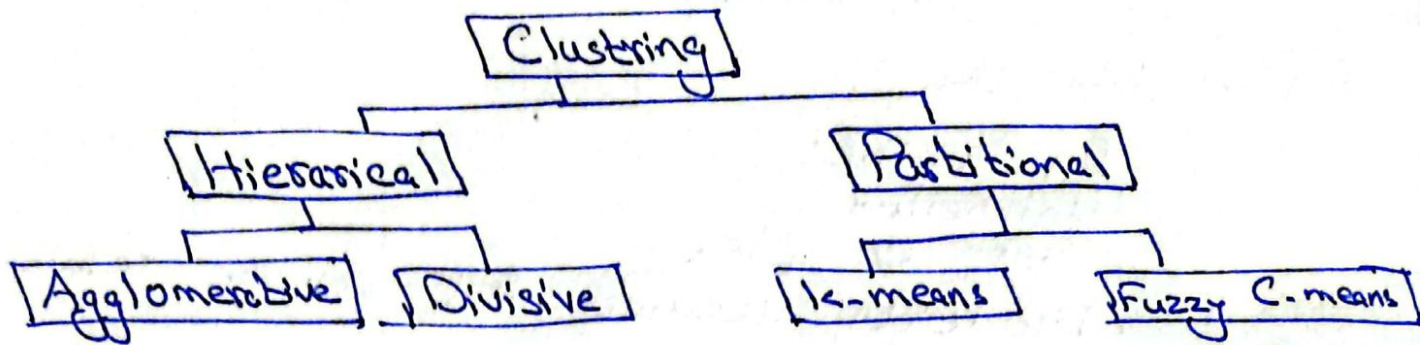 Clustring
Hierarical Partitional
Agglomerative Divisive K-means Fuzzy C-means